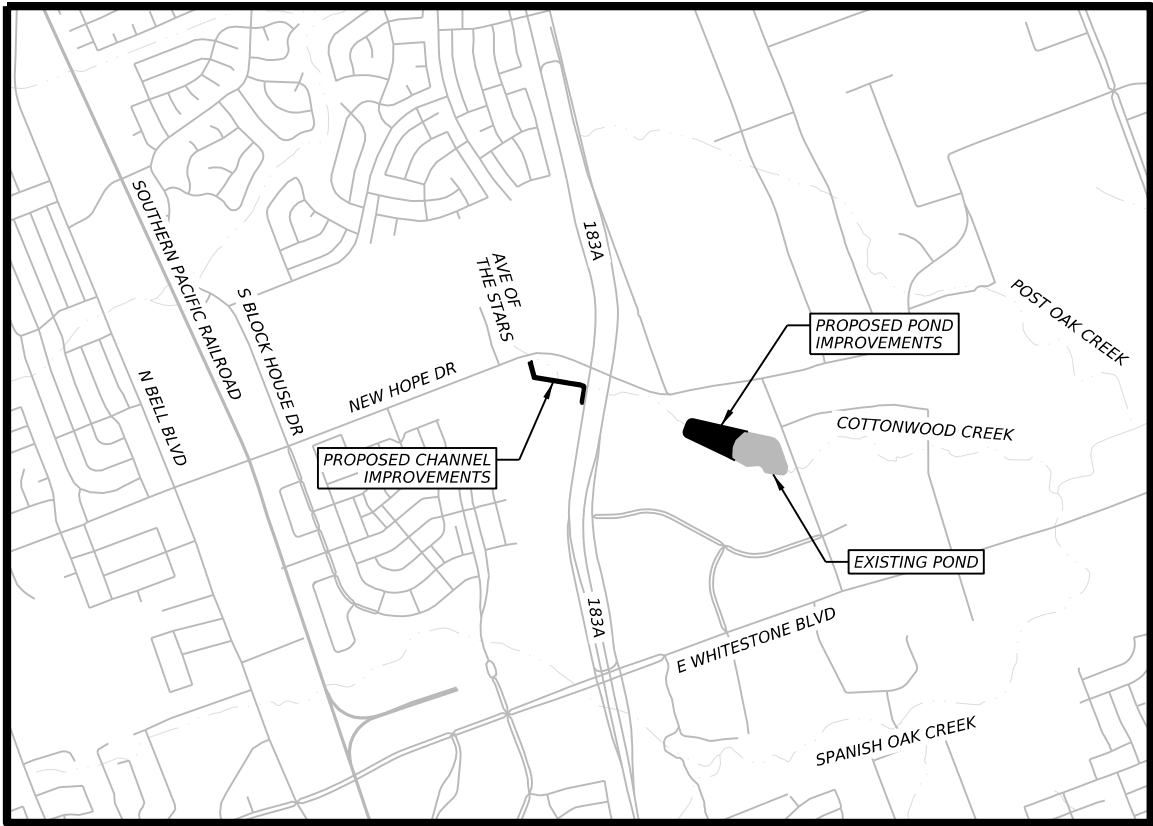 SOUTHERN PACIFIC RAILROAD
183A
AVE OF
THE STARS
S BLOCK HOUSE DR
POST OAK CREEK
PROPOSED POND
IMPROVEMENTS
N BELL BLVD
NEW HOPE DR
COTTONWOOD CREEK
PROPOSED CHANNEL
IMPROVEMENTS
EXISTING POND
183A
E WHITESTONE BLVD
SPANISH OAK CREEK